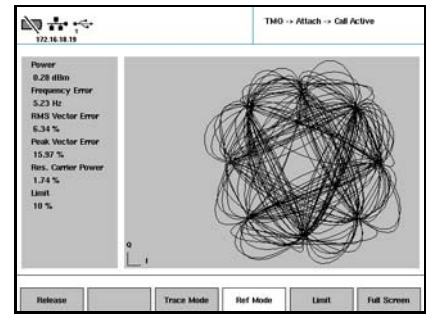 TMO -> Attach -> Call Active
1
172.16.18.19
Power
0.28 dBm
Frequency Error
5.23 Hz
RMS Vector Error
6.34 %
Peak Vector Error
15.97 %
Res. Carrier Power
1.74 %
Limit
10 %
Q
I
Release
Trace Mode
Ref Mode
Limit
Full Screen